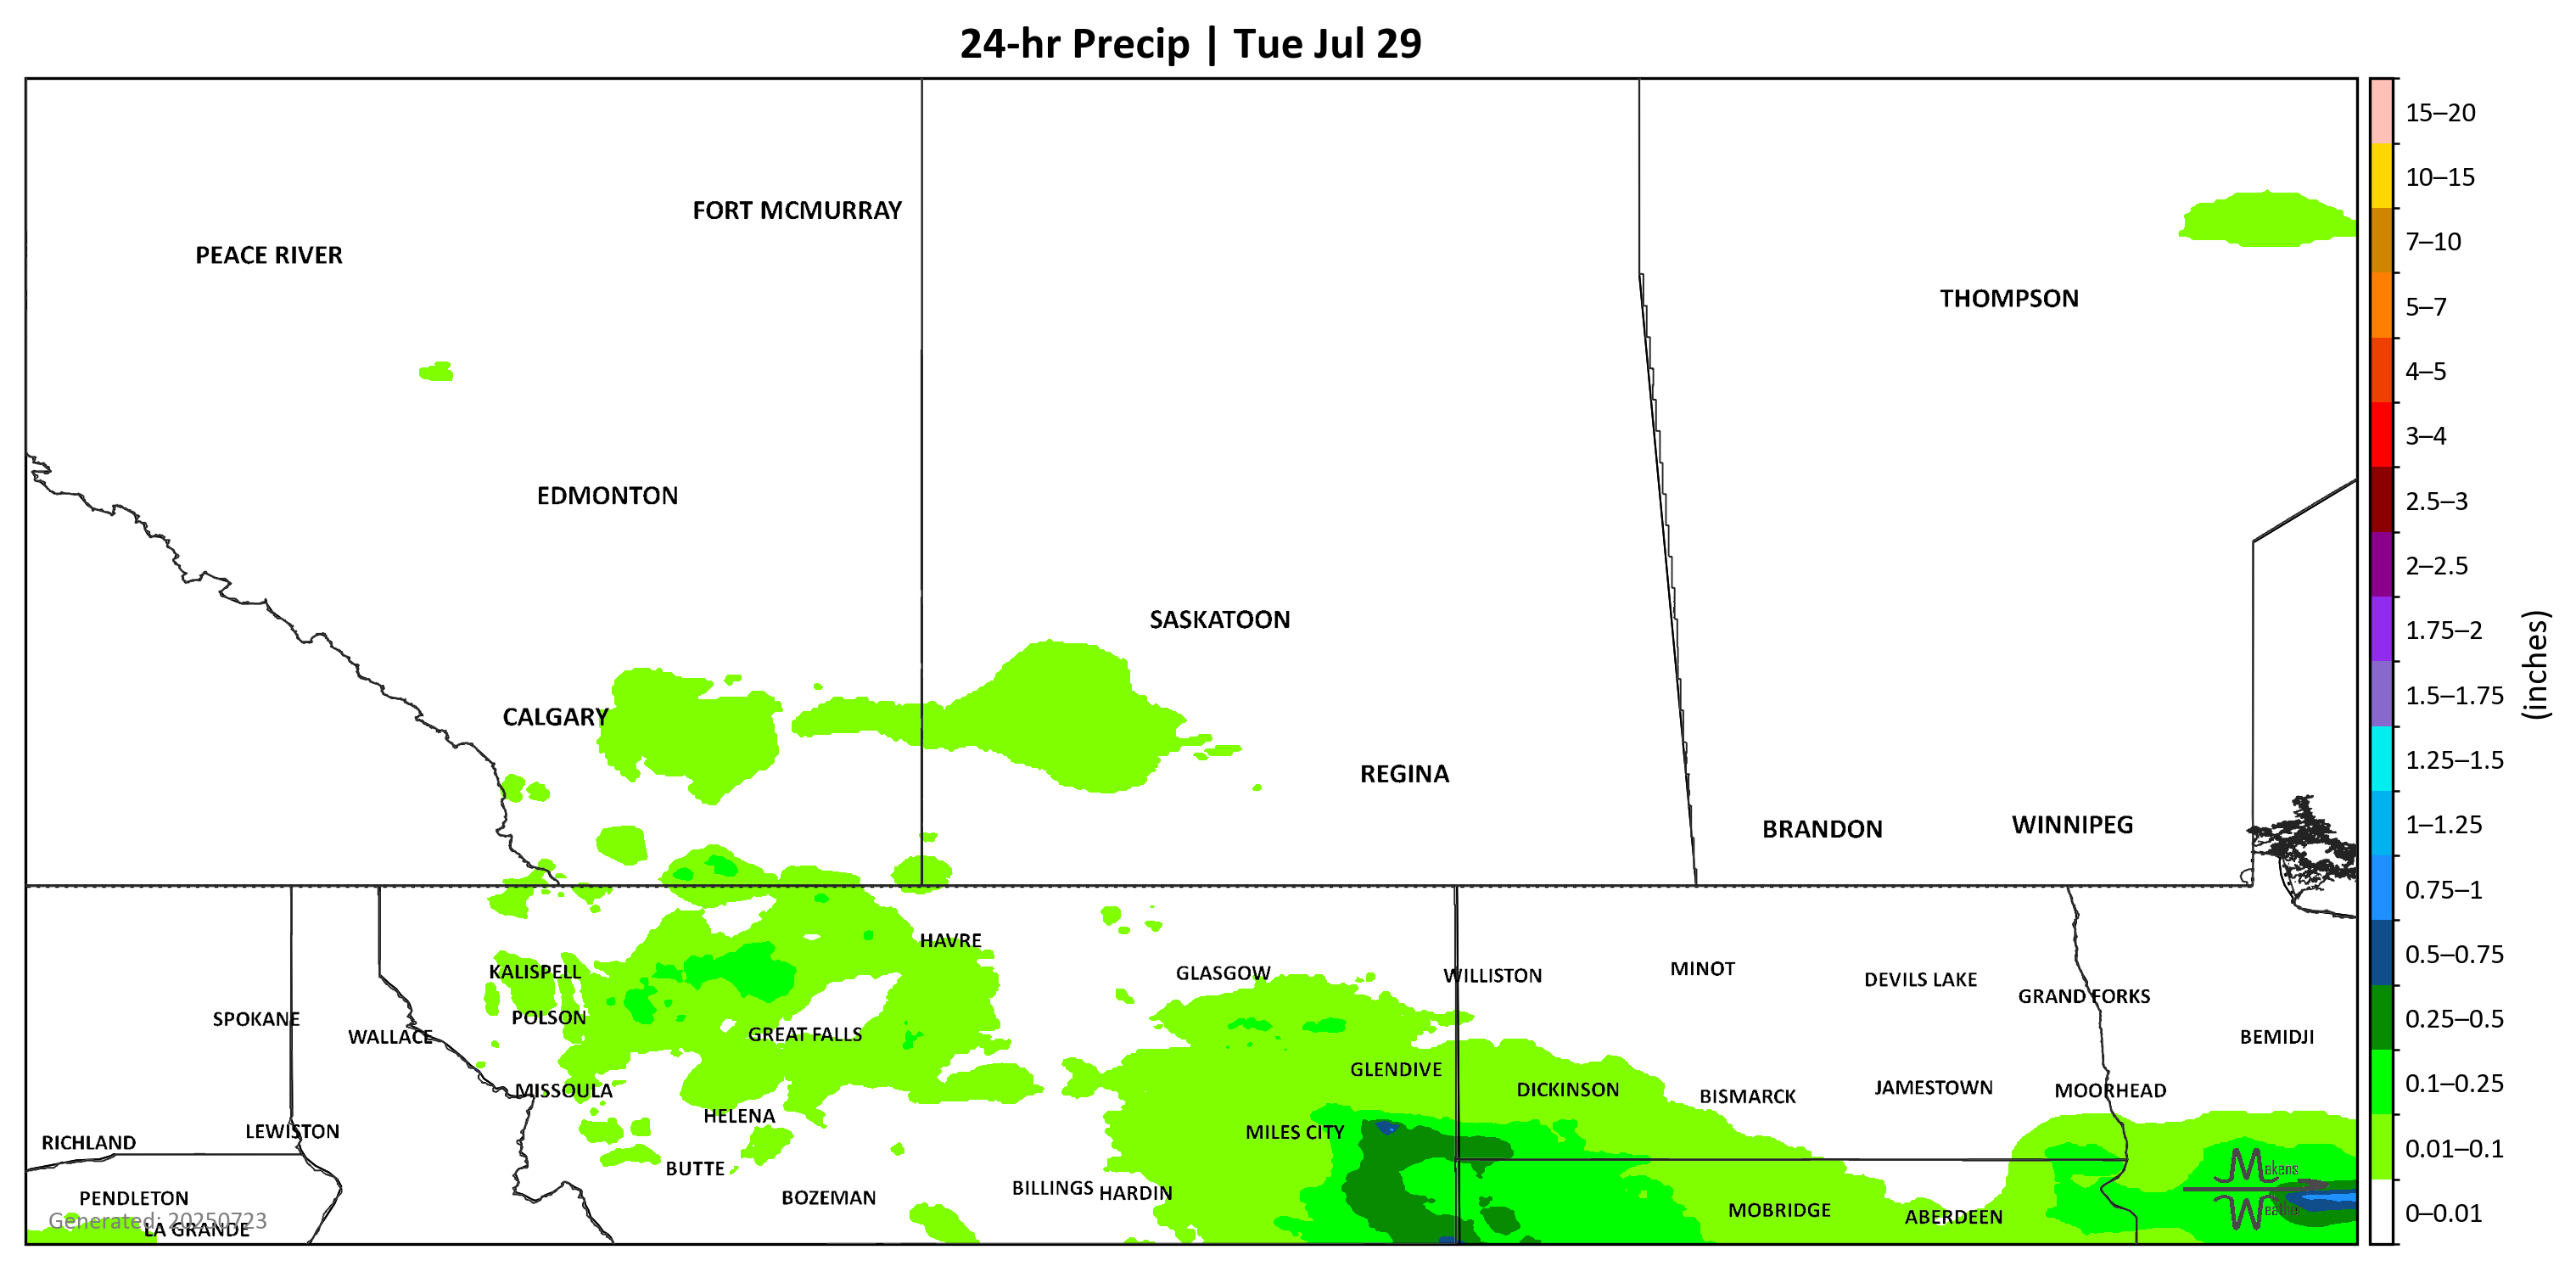 24-hr Precip | Tue Jul 29
FORT MCMURRAY
PEACE RIVER
THOMPSON
EDMONTON
SASKATOON
CALGARY
REGINA
BRANDON
WINNIPEG
HAVRE
KALISPELL
GLASGOW
WILLISTON
MINOT
DEVILS LAKE
GRAND FORKS
SPOKANE
POLSON
WALLACE
GREAT FALLS
BEMIDJI
GLENDIVE
MISSOULA
DICKINSON
BISMARCK
JAMESTOWN
MOORHEAD
HELENA
RICHLAND
LEWISTON
MILES CITY
BUTTE
PENDLETON
BOZEMAN
BILLINGS
HARDIN
MOBRIDGE
ABERDEEN
Generated: 20250723
LA GRANDE
Makens
Weather
15–20
10–15
7–10
5–7
4–5
3–4
2.5–3
2–2.5
1.75–2
1.5–1.75
1.25–1.5
1–1.25
0.75–1
0.5–0.75
0.25–0.5
0.1–0.25
0.01–0.1
0–0.01
(inches)